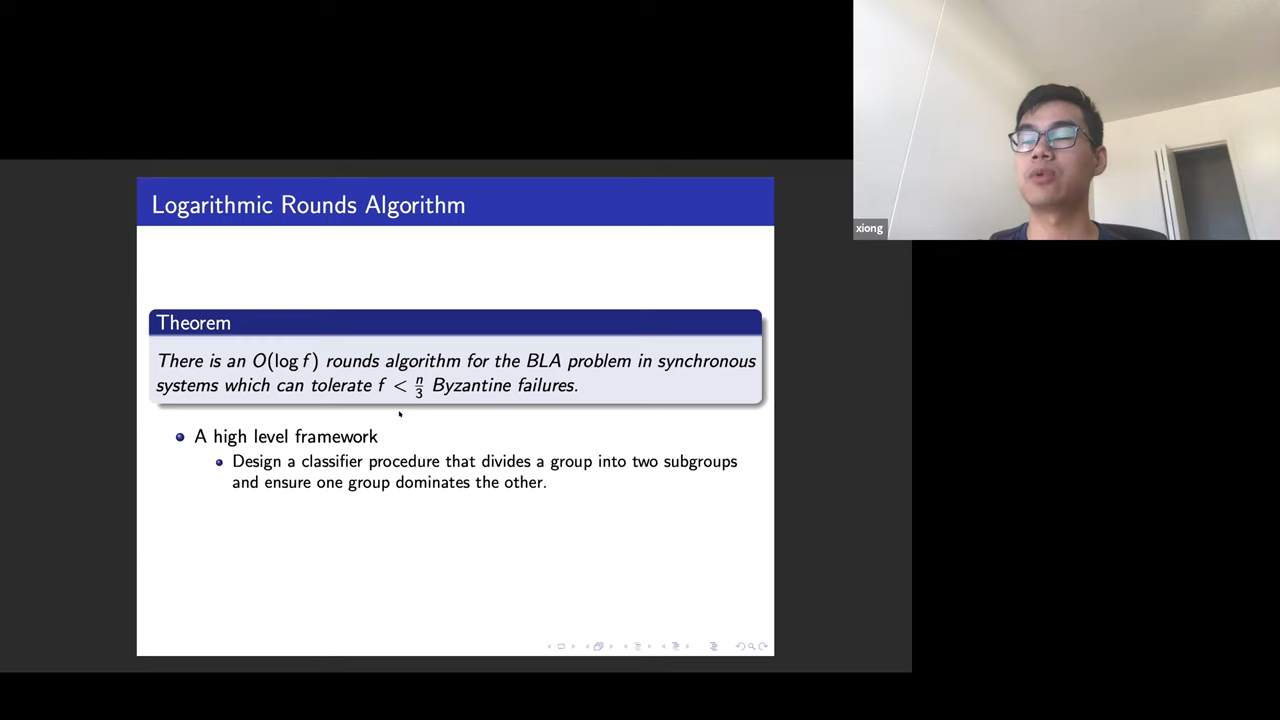 Logarithmic Rounds Algorithm
xiong
Theorem
There is an O(log f) rounds algorithm for the BLA problem in synchronous
systems which can tolerate f < n/3 Byzantine failures.
A high level framework
Design a classifier procedure that divides a group into two subgroups
and ensure one group dominates the other.